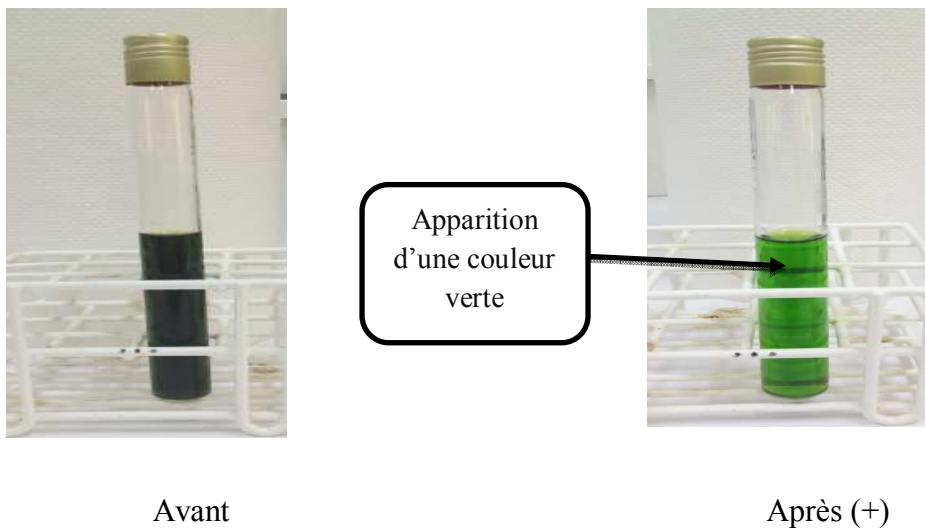 Apparition
d'une couleur
verte
Avant
Après (+)